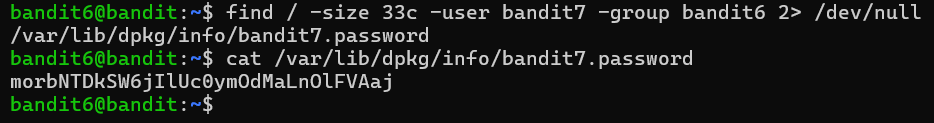 bandit6@bandit:~$ find / -size 33c -user bandit7 -group bandit6 2> /dev/null
/var/lib/dpkg/info/bandit7.password
bandit6@bandit:~$ cat /var/lib/dpkg/info/bandit7.password
morbNTDkSW6jIlUc0ymOdMaLnOlFVAaj
bandit6@bandit:~$